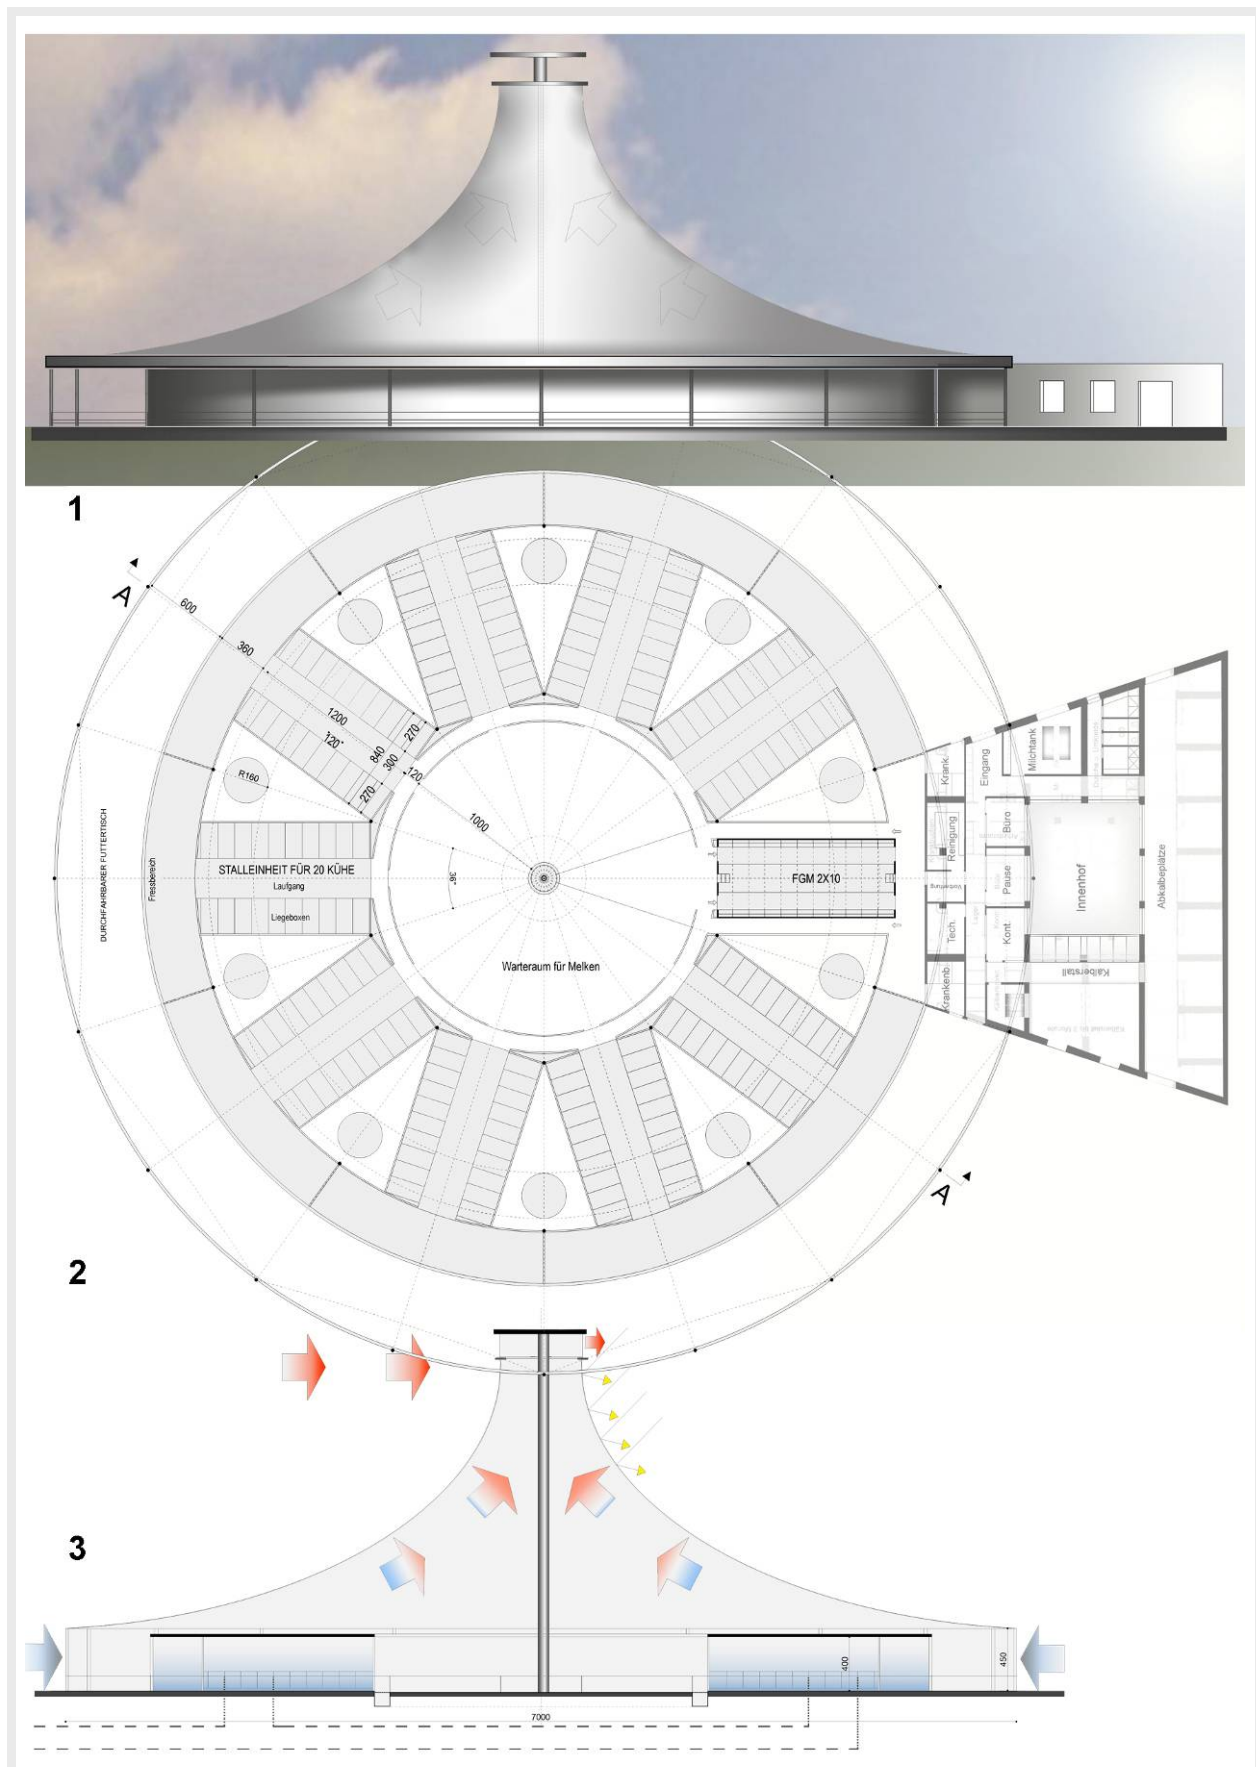 1
A
600
360
1200
120
840
270
300
270
120
R160
1000
36°
STALLEINHEIT FÜR 20 KÜHE
Laufgang
Liegeboxen
Fressbereich
DURCHFAHRBARER FUTTERTISCH
Warteraum für Melken
FGM 2X10
Krank.
Eingang
Milchtank
Reinigung
Büro
Vorbereitung
Pause
Innenhof
Abkalbeplätze
Tech.
Kont.
Krankenb.
Kälberstall
A
2
3
400
450
7000